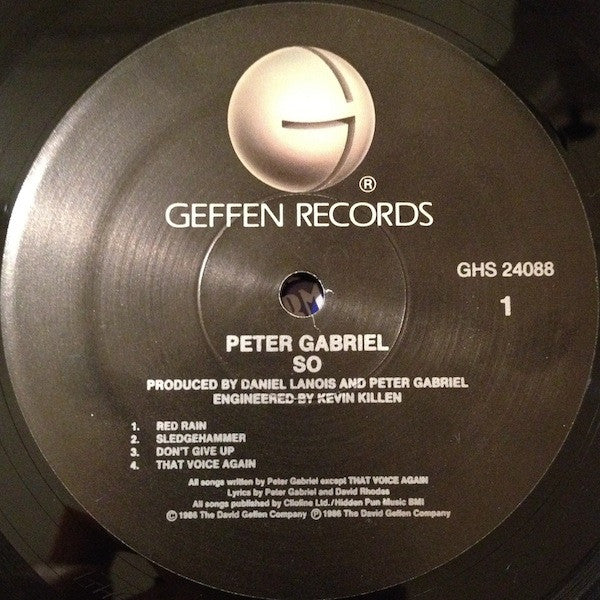 G
®
GEFFEN RECORDS
GHS 24088
1
PETER GABRIEL
SO
PRODUCED BY DANIEL LANOIS AND PETER GABRIEL
ENGINEERED BY KEVIN KILLEN
1. RED RAIN
2. SLEDGEHAMMER
3. DON'T GIVE UP
4. THAT VOICE AGAIN
All songs written by Peter Gabriel except THAT VOICE AGAIN
Lyrics by Peter Gabriel and David Rhodes
All songs published by Clioline Ltd./Hidden Pun Music BMI
© 1986 The David Geffen Company ℗ 1986 The David Geffen Company